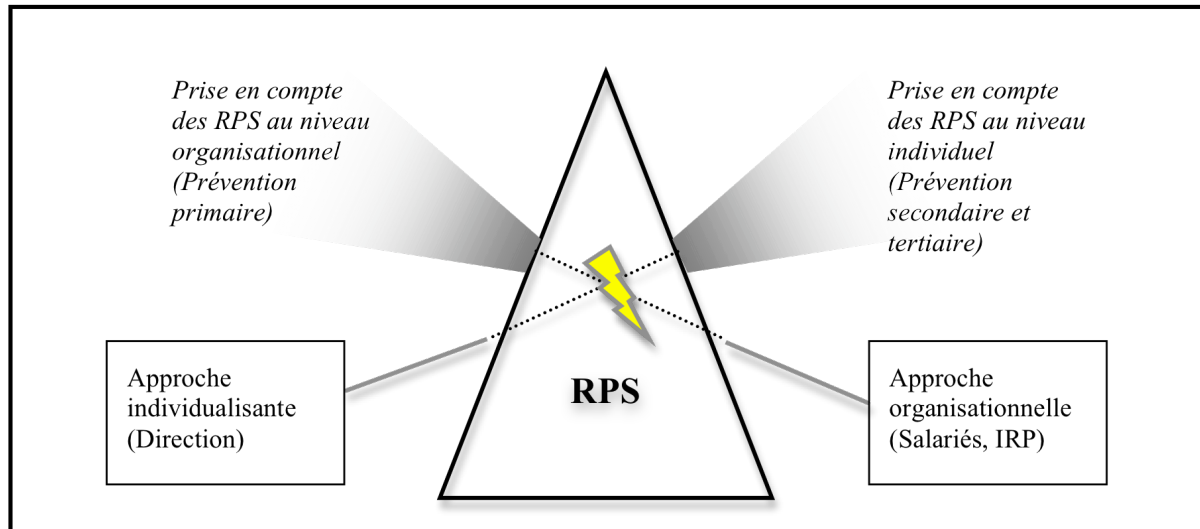 Prise en compte
des RPS au niveau
organisationnel
(Prévention
primaire)
Prise en compte
des RPS au niveau
individuel
(Prévention
secondaire et
tertiaire)
Approche
individualisante
(Direction)
RPS
Approche
organisationnelle
(Salariés, IRP)